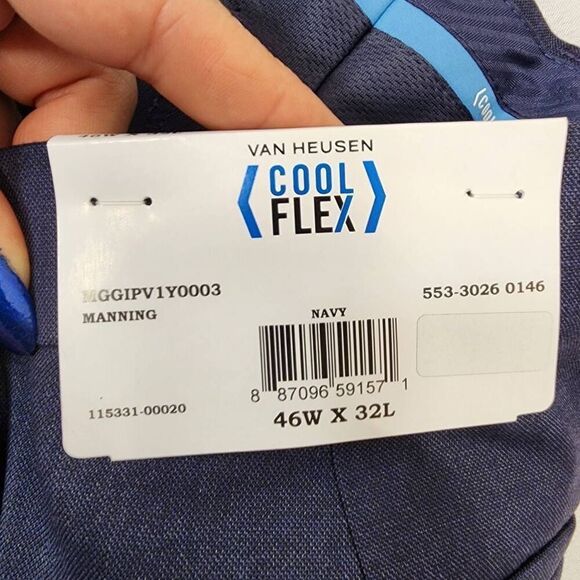 VAN HEUSEN
COOL
FLEX
MGGIPV1Y0003
553-3026 0146
MANNING
NAVY
8 87096 59157 1
115331-00020
46W X 32L